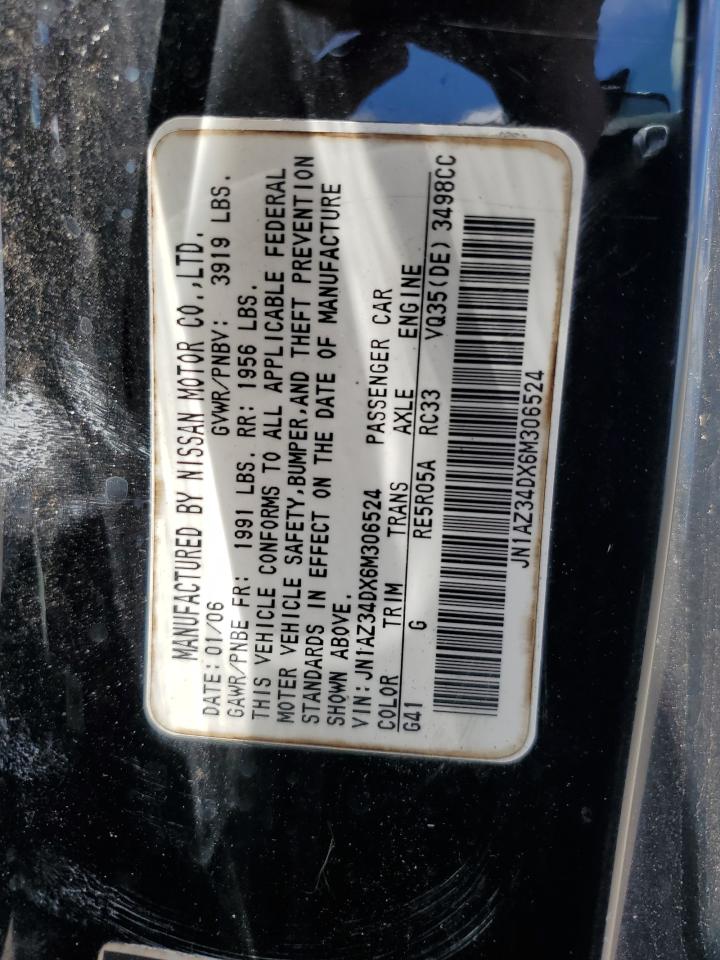 MANUFACTURED BY NISSAN MOTOR CO.,LTD.
DATE: 01/06 GVWR/PNBV: 3919 LBS.
GAWR/PNBE FR: 1991 LBS. RR: 1956 LBS.
THIS VEHICLE CONFORMS TO ALL APPLICABLE FEDERAL
MOTER VEHICLE SAFETY,BUMPER,AND THEFT PREVENTION
STANDARDS IN EFFECT ON THE DATE OF MANUFACTURE
SHOWN ABOVE.
VIN:JN1AZ34DX6M306524 PASSENGER CAR
COLOR TRIM TRANS AXLE ENGINE
G41 G RE5R05A RC33 VQ35(DE) 3498CC
JN1AZ34DX6M306524